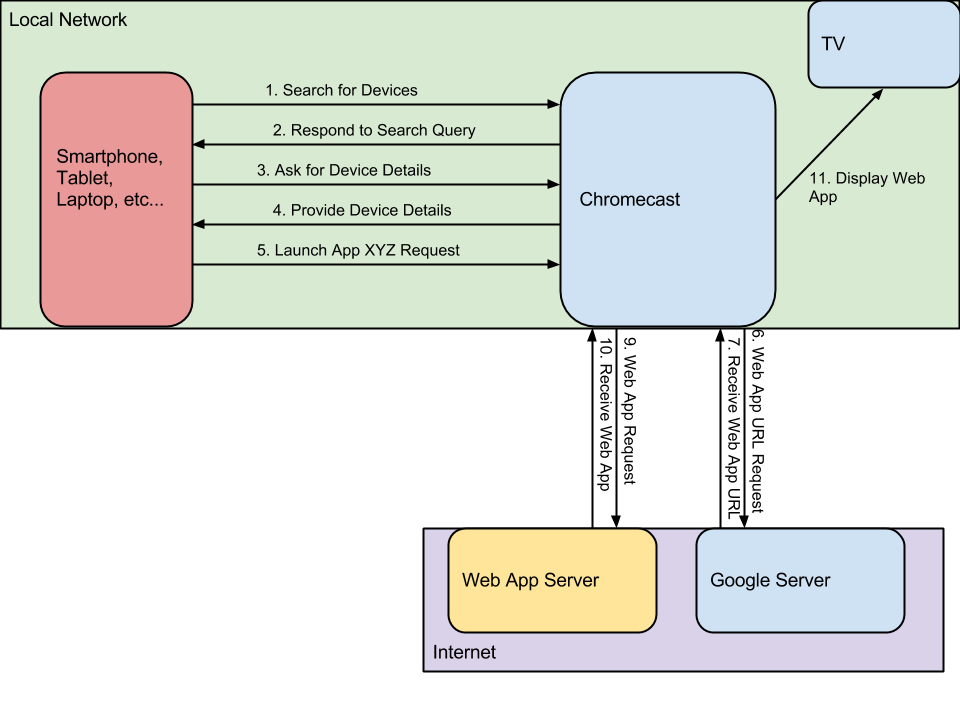 Local Network
TV
1. Search for Devices
2. Respond to Search Query
3. Ask for Device Details
4. Provide Device Details
5. Launch App XYZ Request
Smartphone,
Tablet,
Laptop, etc...
Chromecast
11. Display Web
App
10. Receive Web App
9. Web App Request
7. Receive Web App URL
6. Web App URL Request
Web App Server
Google Server
Internet